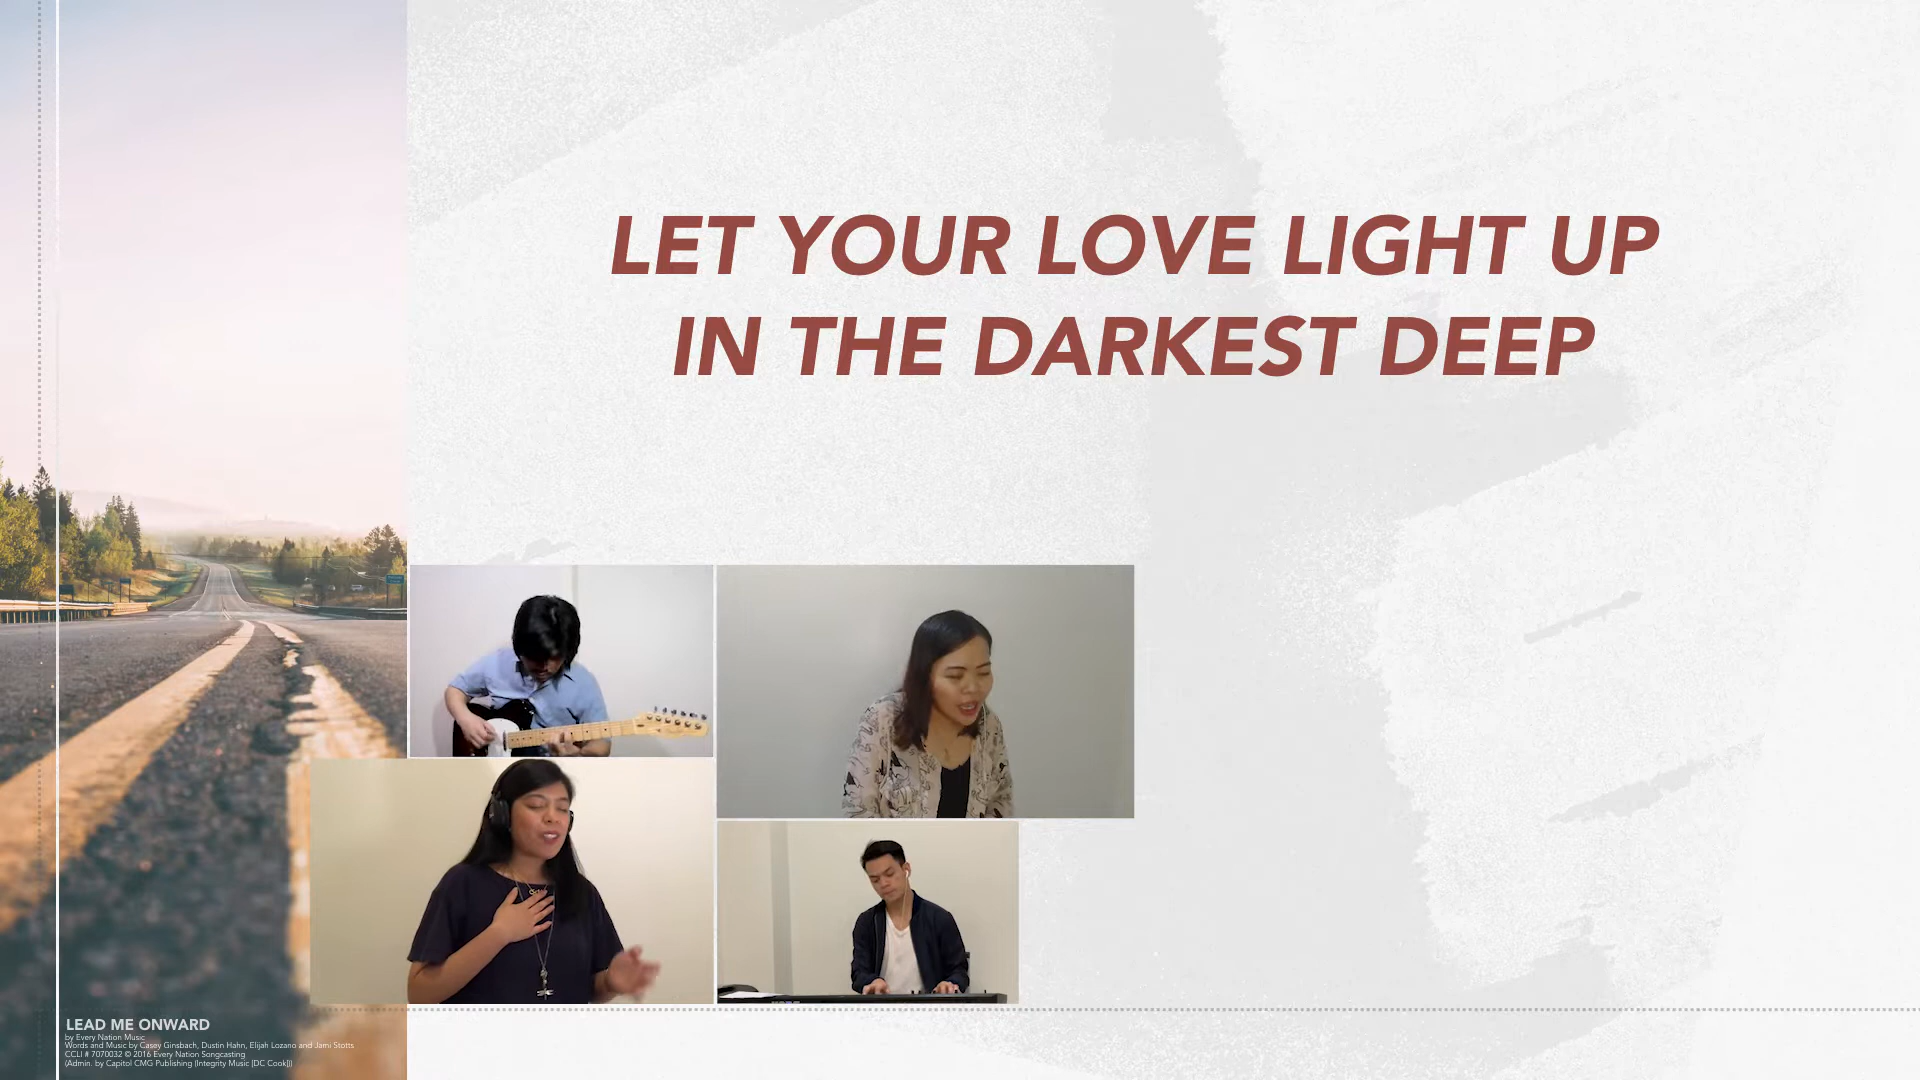 LET YOUR LOVE LIGHT UP
IN THE DARKEST DEEP
LEAD ME ONWARD
by Every Nation Music
Words and Music by Casey Ginsbach, Dustin Hahn, Elijah Lozano and Jami Stotts
CCLI # 7070032 © 2016 Every Nation Songcasting
(Admin. by Capitol CMG Publishing (Integrity Music [DC Cook]))